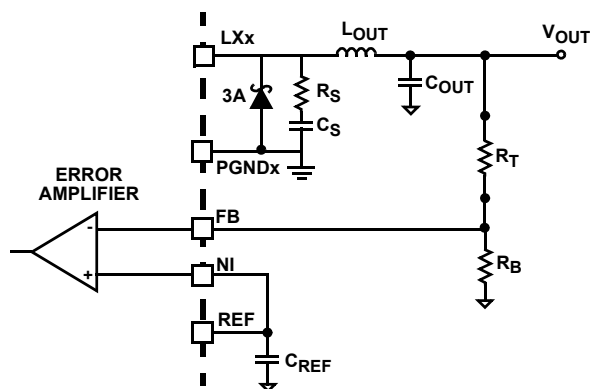 LXx
LOUT
VOUT
3A
RS
CS
COUT
PGNDx
RT
ERROR
AMPLIFIER
FB
-
NI
+
RB
REF
CREF